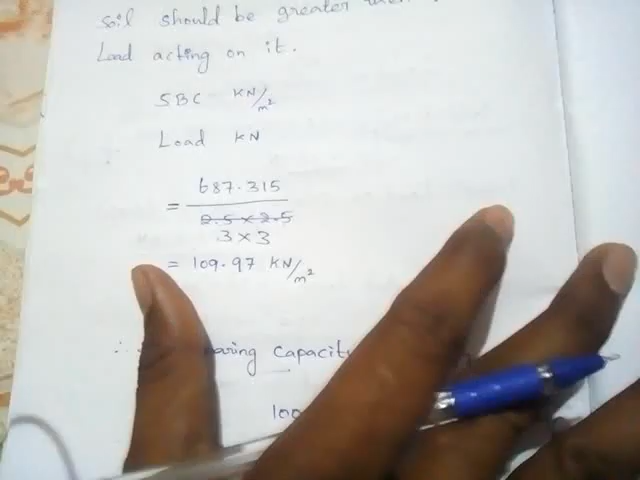 Soil should be greater
Load acting on it.
SBC KN/m²
Load KN
687.315
=
2.5 × 2.5
3 × 3
= 109.97 KN/m²
∴ aring Capacit
100